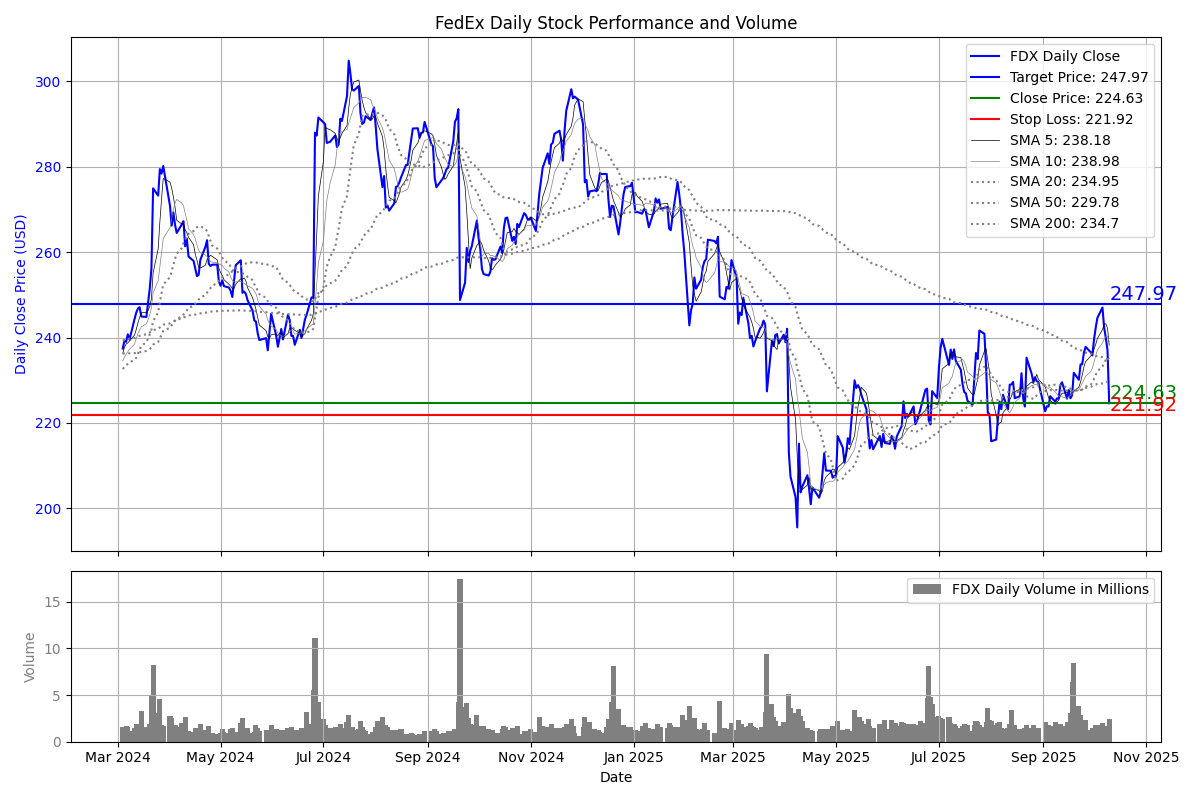 FedEx Daily Stock Performance and Volume
FDX Daily Close
Target Price: 247.97
Close Price: 224.63
Stop Loss: 221.92
SMA 5: 238.18
SMA 10: 238.98
SMA 20: 234.95
SMA 50: 229.78
SMA 200: 234.7
Daily Close Price (USD)
300
280
260
240
220
200
247.97
224.63
221.92
FDX Daily Volume in Millions
Volume
15
10
5
0
Mar 2024 May 2024 Jul 2024 Sep 2024 Nov 2024 Jan 2025 Mar 2025 May 2025 Jul 2025 Sep 2025 Nov 2025
Date